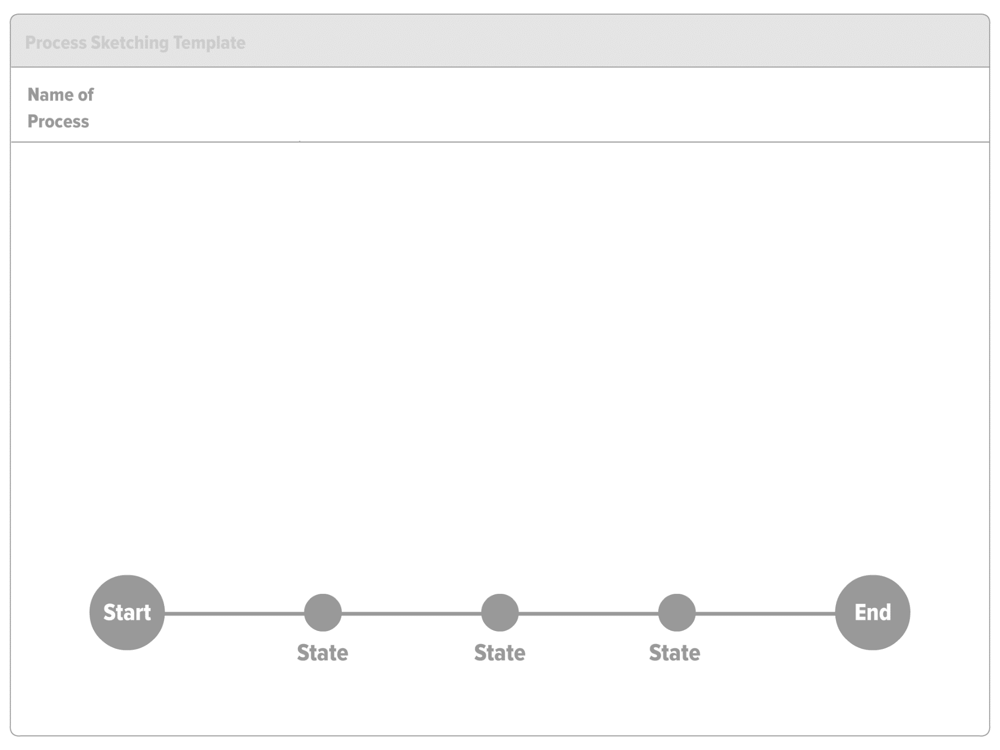 Process Sketching Template
Name of
Process
Start
End
State
State
State